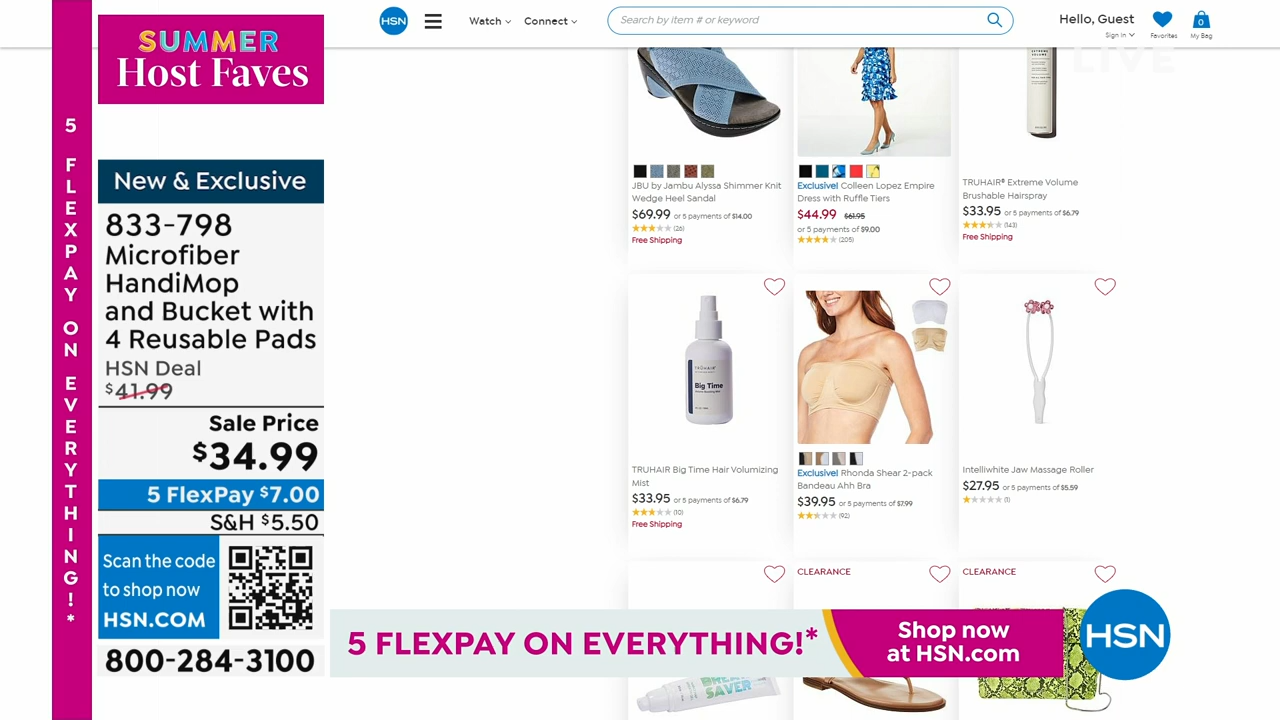 SUMMER
Host Faves
5 FLEXPAY ON EVERYTHING!*
New & Exclusive
833-798
Microfiber
HandiMop
and Bucket with
4 Reusable Pads
HSN Deal
$41.99
Sale Price
$34.99
5 FlexPay $7.00
S&H $5.50
Scan the code
to shop now
HSN.COM
800-284-3100
HSN
Watch
Connect
Search by item # or keyword
Hello, Guest
Sign in
Favorites
0
My Bag
LIVE
JBU by Jambu Alyssa Shimmer Knit
Wedge Heel Sandal
$69.99 or 5 payments of $14.00
(26)
Free Shipping
Exclusive! Colleen Lopez Empire
Dress with Ruffle Tiers
$44.99 $61.95
or 5 payments of $9.00
(205)
TRUHAIR® Extreme Volume
Brushable Hairspray
$33.95 or 5 payments of $6.79
(143)
Free Shipping
TRUHAIR
Big Time
TRUHAIR Big Time Hair Volumizing
Mist
$33.95 or 5 payments of $6.79
(10)
Free Shipping
Exclusive! Rhonda Shear 2-pack
Bandeau Ahh Bra
$39.95 or 5 payments of $7.99
(92)
Intelliwhite Jaw Massage Roller
$27.95 or 5 payments of $5.59
(1)
CLEARANCE
CLEARANCE
SAVER
5 FLEXPAY ON EVERYTHING!*
Shop now
at HSN.com
HSN